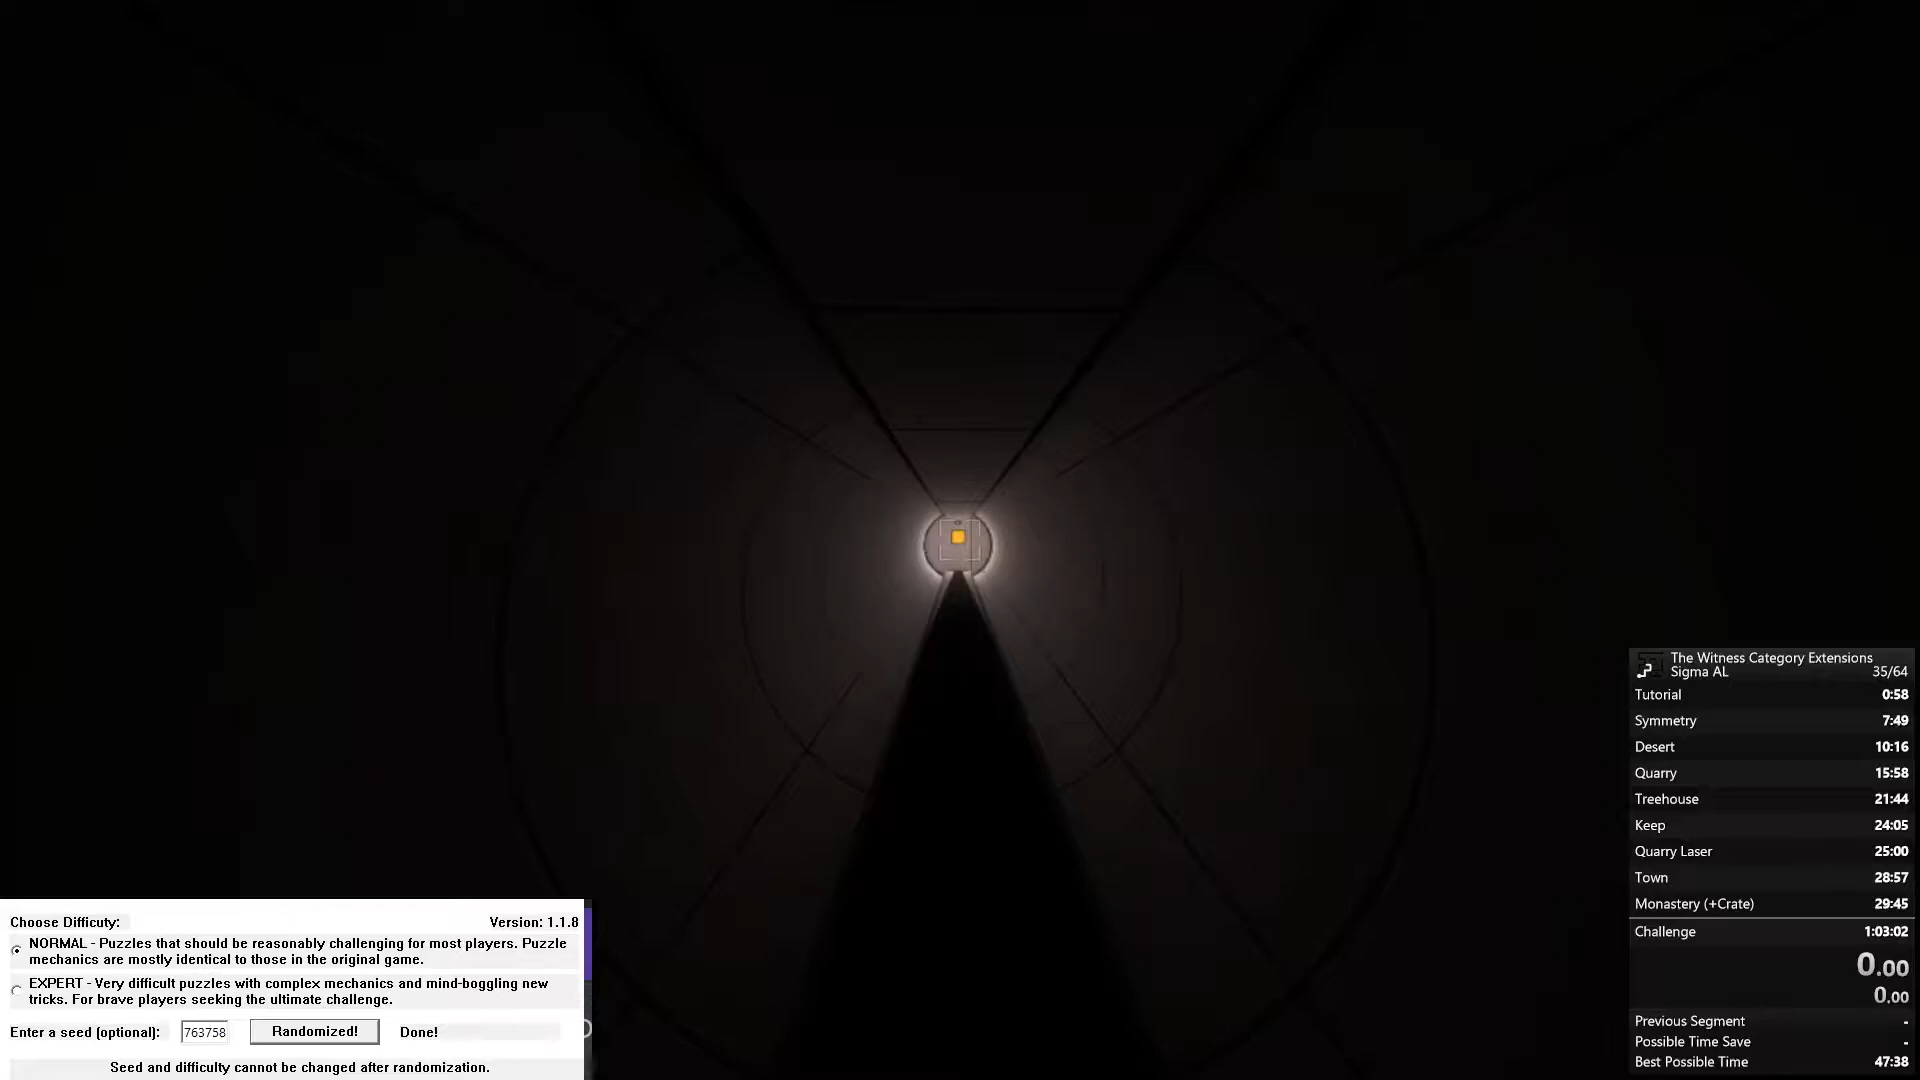 Choose Difficuty:
Version: 1.1.8
NORMAL - Puzzles that should be reasonably challenging for most players. Puzzle
mechanics are mostly identical to those in the original game.
EXPERT - Very difficult puzzles with complex mechanics and mind-boggling new
tricks. For brave players seeking the ultimate challenge.
Enter a seed (optional): 763758 Randomized! Done!
Seed and difficulty cannot be changed after randomization.
The Witness Category Extensions
Sigma AL 35/64
Tutorial 0:58
Symmetry 7:49
Desert 10:16
Quarry 15:58
Treehouse 21:44
Keep 24:05
Quarry Laser 25:00
Town 28:57
Monastery (+Crate) 29:45
Challenge 1:03:02
0.00
0.00
Previous Segment -
Possible Time Save -
Best Possible Time 47:38